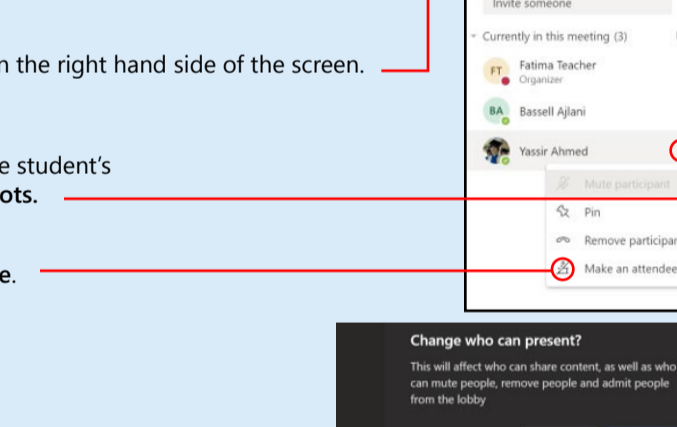 Invite someone
Currently in this meeting (3)
n the right hand side of the screen.
FT Fatima Teacher
Organizer
BA Bassell Ajlani
Yassir Ahmed
e student's
ots.
Mute participant
Pin
Remove participan
Make an attendee
e.
Change who can present?
This will affect who can share content, as well as who
can mute people, remove people and admit people
from the lobby